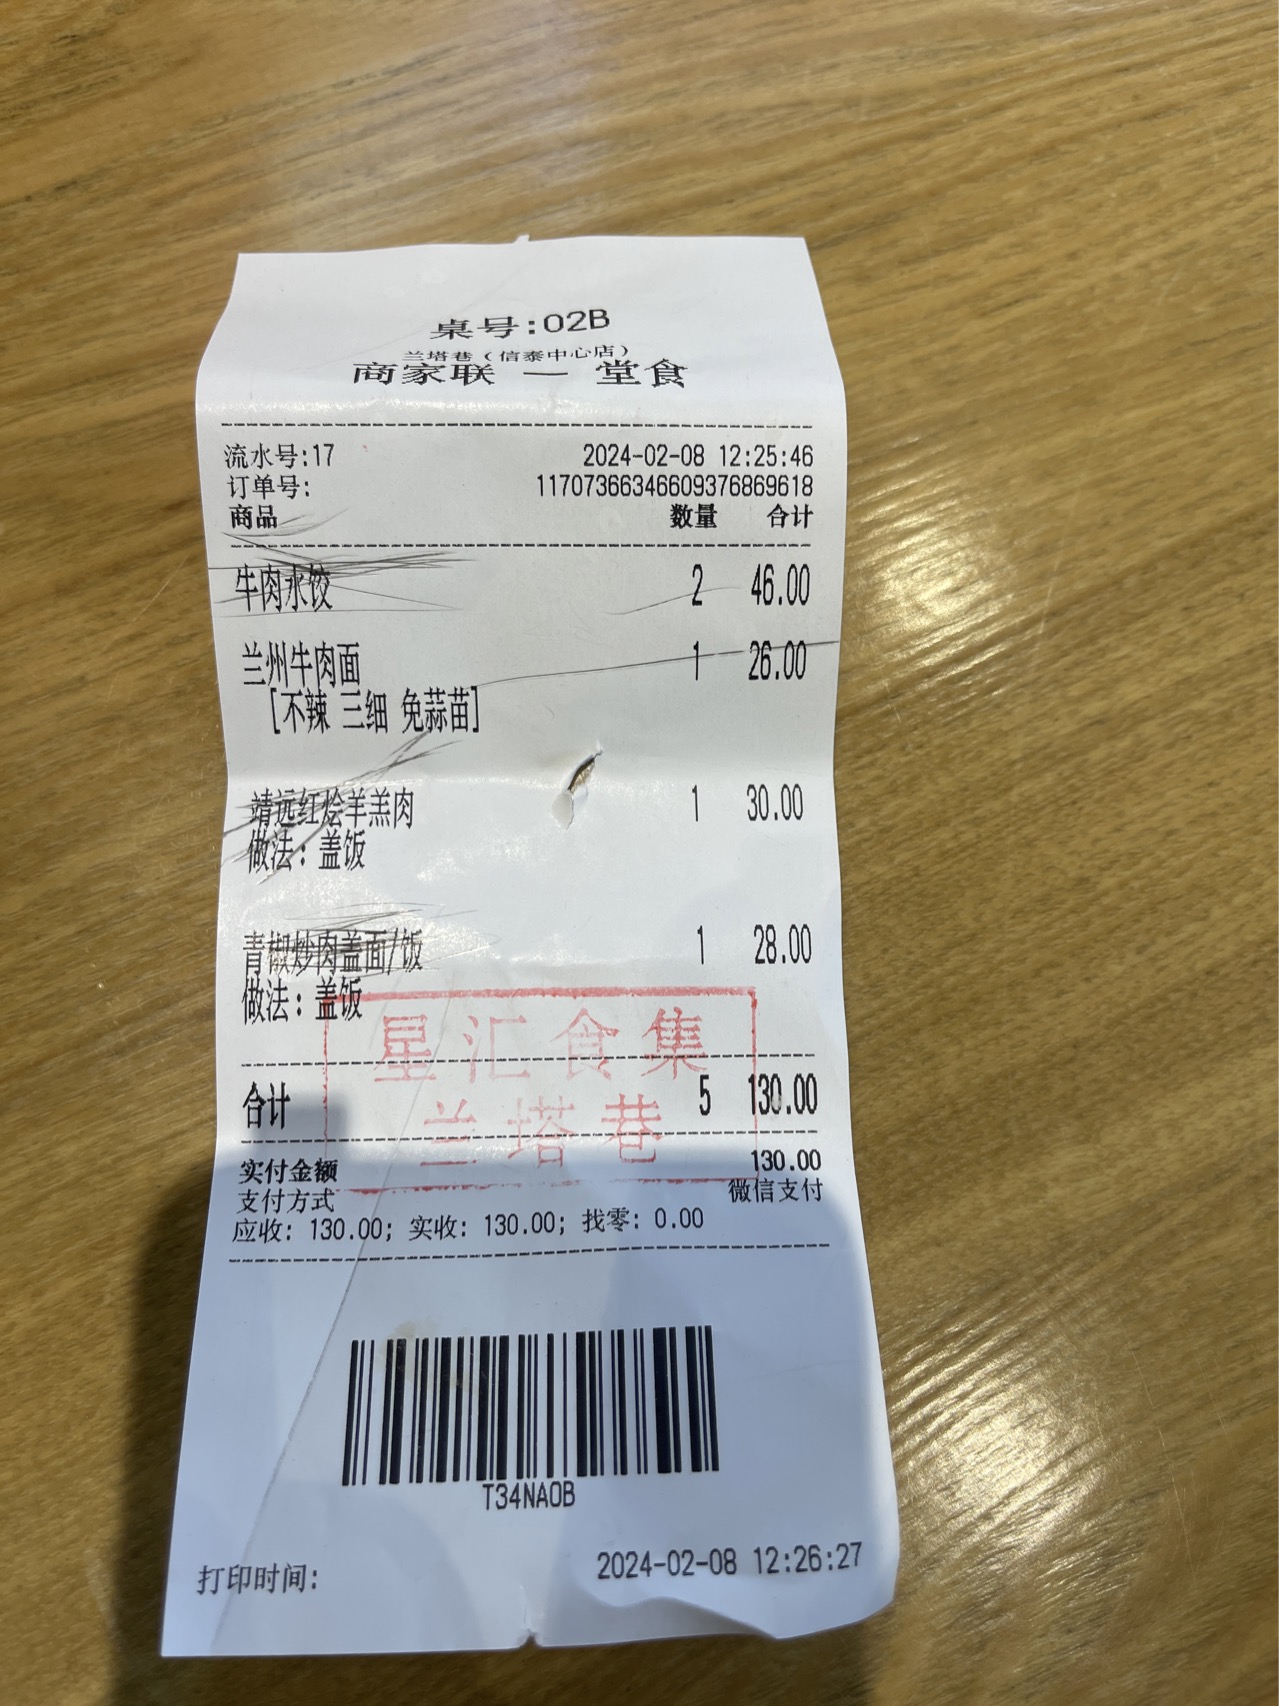 桌号:02B
兰塔巷(信泰中心店)
商家联 一 堂食
流水号:17 2024-02-08 12:25:46
订单号: 11707366346609376869618
商品 数量 合计
牛肉水饺 2 46.00
兰州牛肉面 1 26.00
[不辣 三细 免蒜苗]
靖远红烩羊羔肉 1 30.00
做法: 盖饭
青椒炒肉盖面/饭 1 28.00
做法: 盖饭
星汇食集
合计 5 130.00
兰塔巷
实付金额 130.00
支付方式 微信支付
应收: 130.00; 实收: 130.00; 找零: 0.00
T34NAOB
打印时间: 2024-02-08 12:26:27